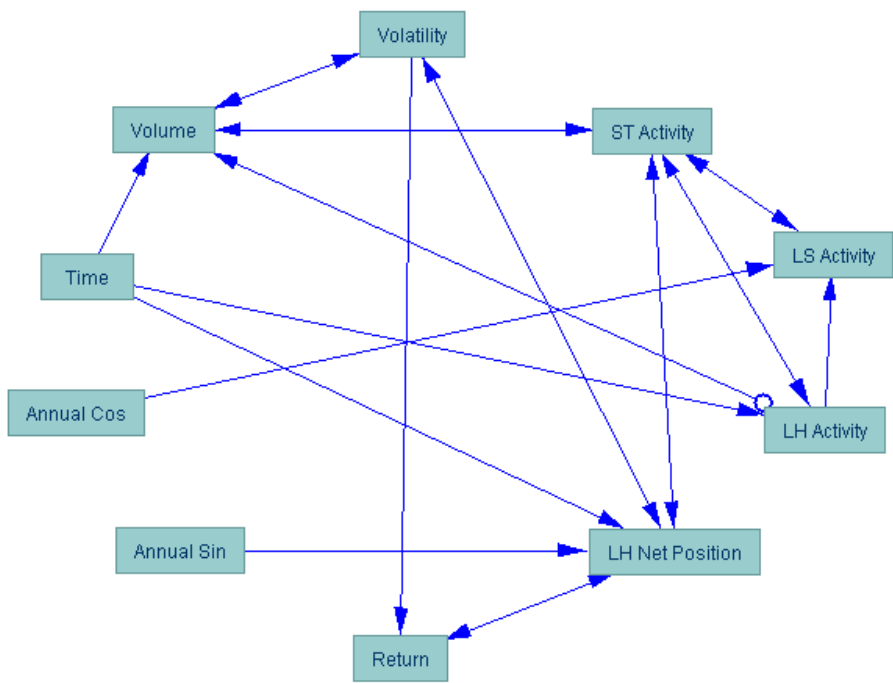 Volatility
Volume
ST Activity
LS Activity
Time
Annual Cos
LH Activity
Annual Sin
LH Net Position
Return